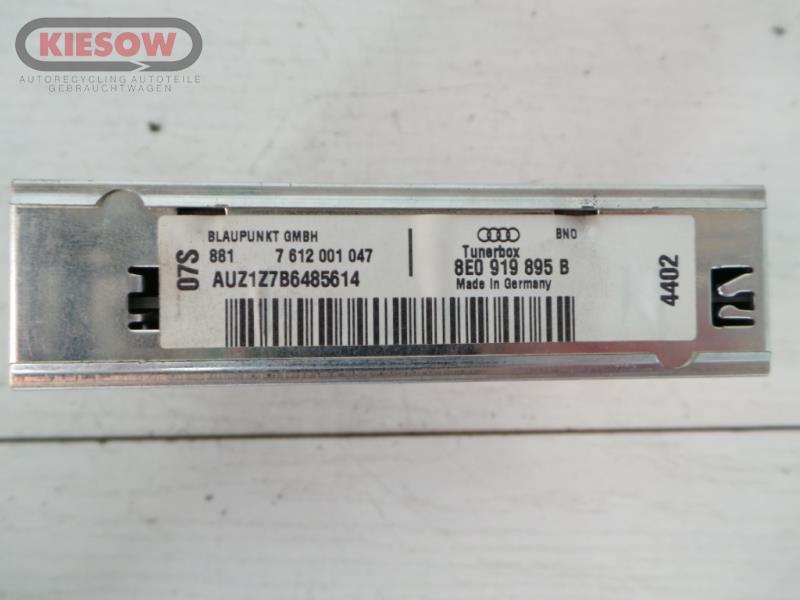 KIESOW
AUTORECYCLING AUTOTEILE
GEBRAUCHTWAGEN
07S
BLAUPUNKT GMBH
881 7 612 001 047
AUZ1Z7B6485614
BNO
Tunerbox
8E0 919 895 B
Made in Germany
4402